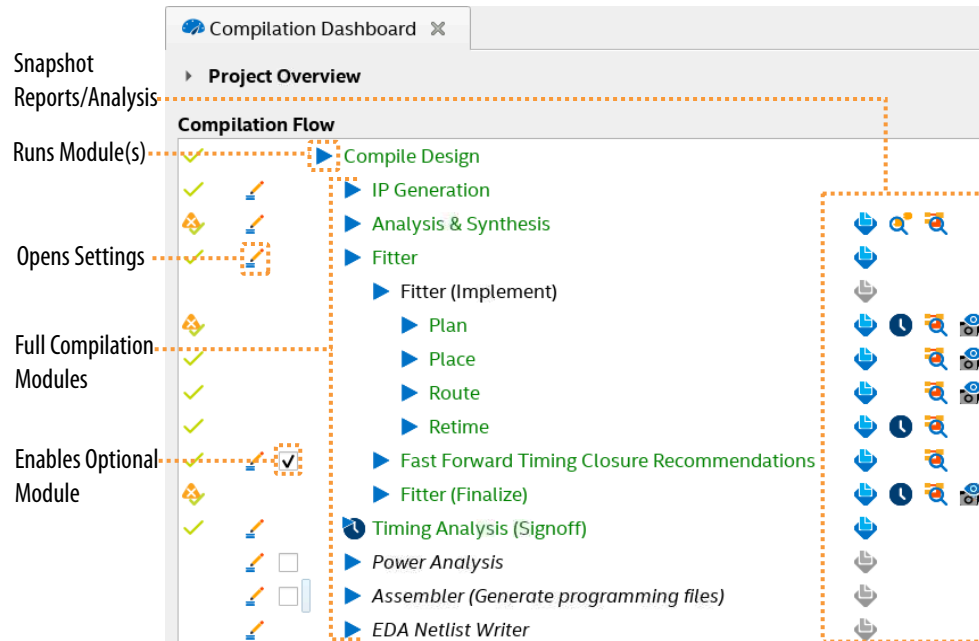 Compilation Dashboard
Snapshot
Reports/Analysis
Project Overview
Compilation Flow
Runs Module(s)
Compile Design
IP Generation
Analysis & Synthesis
Opens Settings
Fitter
Fitter (Implement)
Plan
Full Compilation
Modules
Place
Route
Retime
Enables Optional
Module
Fast Forward Timing Closure Recommendations
Fitter (Finalize)
Timing Analysis (Signoff)
Power Analysis
Assembler (Generate programming files)
EDA Netlist Writer